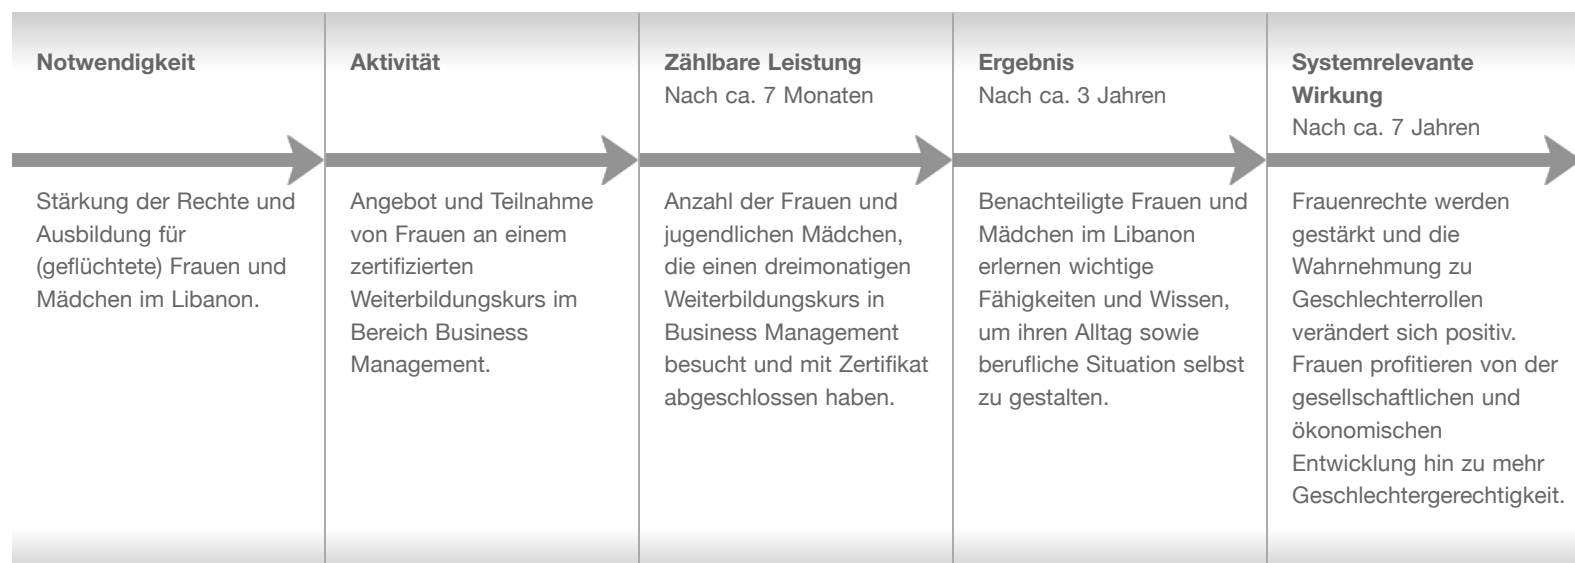 Notwendigkeit
Stärkung der Rechte und
Ausbildung für
(geflüchtete) Frauen und
Mädchen im Libanon.
Aktivität
Angebot und Teilnahme
von Frauen an einem
zertifizierten
Weiterbildungskurs im
Bereich Business
Management.
Zählbare Leistung
Nach ca. 7 Monaten
Anzahl der Frauen und
jugendlichen Mädchen,
die einen dreimonatigen
Weiterbildungskurs in
Business Management
besucht und mit Zertifikat
abgeschlossen haben.
Ergebnis
Nach ca. 3 Jahren
Benachteiligte Frauen und
Mädchen im Libanon
erlernen wichtige
Fähigkeiten und Wissen,
um ihren Alltag sowie
berufliche Situation selbst
zu gestalten.
Systemrelevante
Wirkung
Nach ca. 7 Jahren
Frauenrechte werden
gestärkt und die
Wahrnehmung zu
Geschlechterrollen
verändert sich positiv.
Frauen profitieren von der
gesellschaftlichen und
ökonomischen
Entwicklung hin zu mehr
Geschlechtergerechtigkeit.